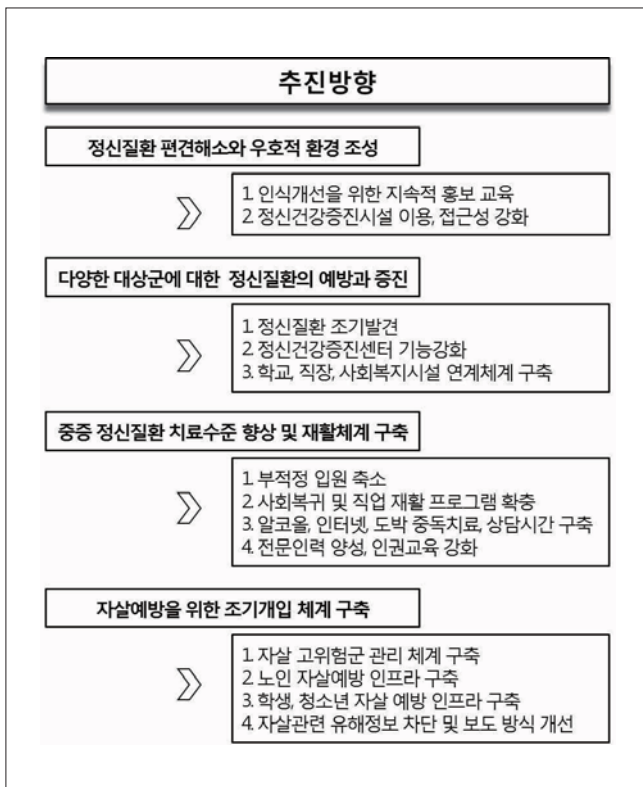 추진방향
정신질환 편견해소와 우호적 환경 조성
1. 인식개선을 위한 지속적 홍보 교육
2. 정신건강증진시설 이용, 접근성 강화
다양한 대상군에 대한 정신질환의 예방과 증진
1. 정신질환 조기발견
2. 정신건강증진센터 기능강화
3. 학교, 직장, 사회복지시설 연계체계 구축
중증 정신질환 치료수준 향상 및 재활체계 구축
1. 부적정 입원 축소
2. 사회복귀 및 직업 재활 프로그램 확충
3. 알코올, 인터넷, 도박 중독치료, 상담시간 구축
4. 전문인력 양성, 인권교육 강화
자살예방을 위한 조기개입 체계 구축
1. 자살 고위험군 관리 체계 구축
2. 노인 자살예방 인프라 구축
3. 학생, 청소년 자살 예방 인프라 구축
4. 자살관련 유해정보 차단 및 보도 방식 개선